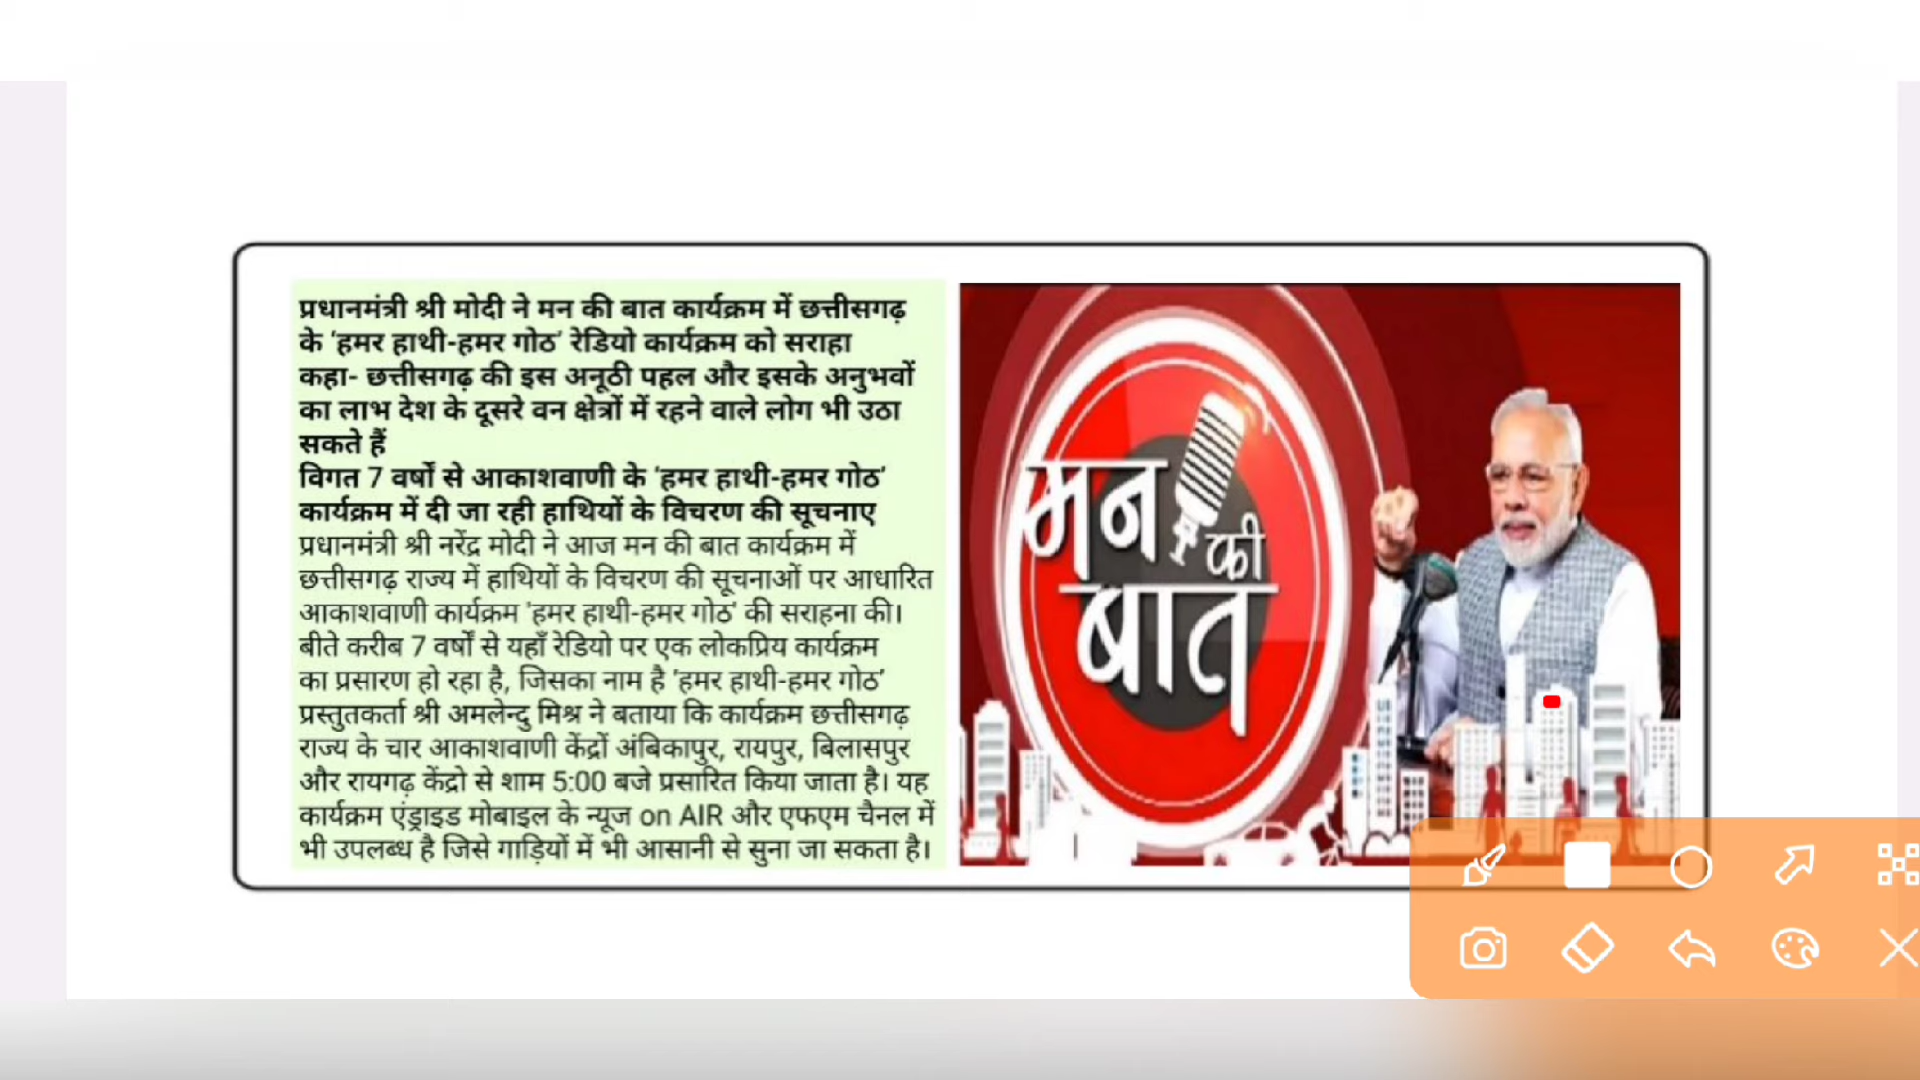 प्रधानमंत्री श्री मोदी ने मन की बात कार्यक्रम में छत्तीसगढ़
के 'हमर हाथी-हमर गोठ' रेडियो कार्यक्रम को सराहा
कहा- छत्तीसगढ़ की इस अनूठी पहल और इसके अनुभवों
का लाभ देश के दूसरे वन क्षेत्रों में रहने वाले लोग भी उठा
सकते हैं
विगत 7 वर्षों से आकाशवाणी के 'हमर हाथी-हमर गोठ'
कार्यक्रम में दी जा रही हाथियों के विचरण की सूचनाए
प्रधानमंत्री श्री नरेंद्र मोदी ने आज मन की बात कार्यक्रम में
छत्तीसगढ़ राज्य में हाथियों के विचरण की सूचनाओं पर आधारित
आकाशवाणी कार्यक्रम 'हमर हाथी-हमर गोठ' की सराहना की।
बीते करीब 7 वर्षों से यहाँ रेडियो पर एक लोकप्रिय कार्यक्रम
का प्रसारण हो रहा है, जिसका नाम है 'हमर हाथी-हमर गोठ'
प्रस्तुतकर्ता श्री अमलेन्दु मिश्र ने बताया कि कार्यक्रम छत्तीसगढ़
राज्य के चार आकाशवाणी केंद्रों अंबिकापुर, रायपुर, बिलासपुर
और रायगढ़ केंद्रो से शाम 5:00 बजे प्रसारित किया जाता है। यह
कार्यक्रम एंड्राइड मोबाइल के न्यूज on AIR और एफएम चैनल में
भी उपलब्ध है जिसे गाड़ियों में भी आसानी से सुना जा सकता है।
मन की
बात